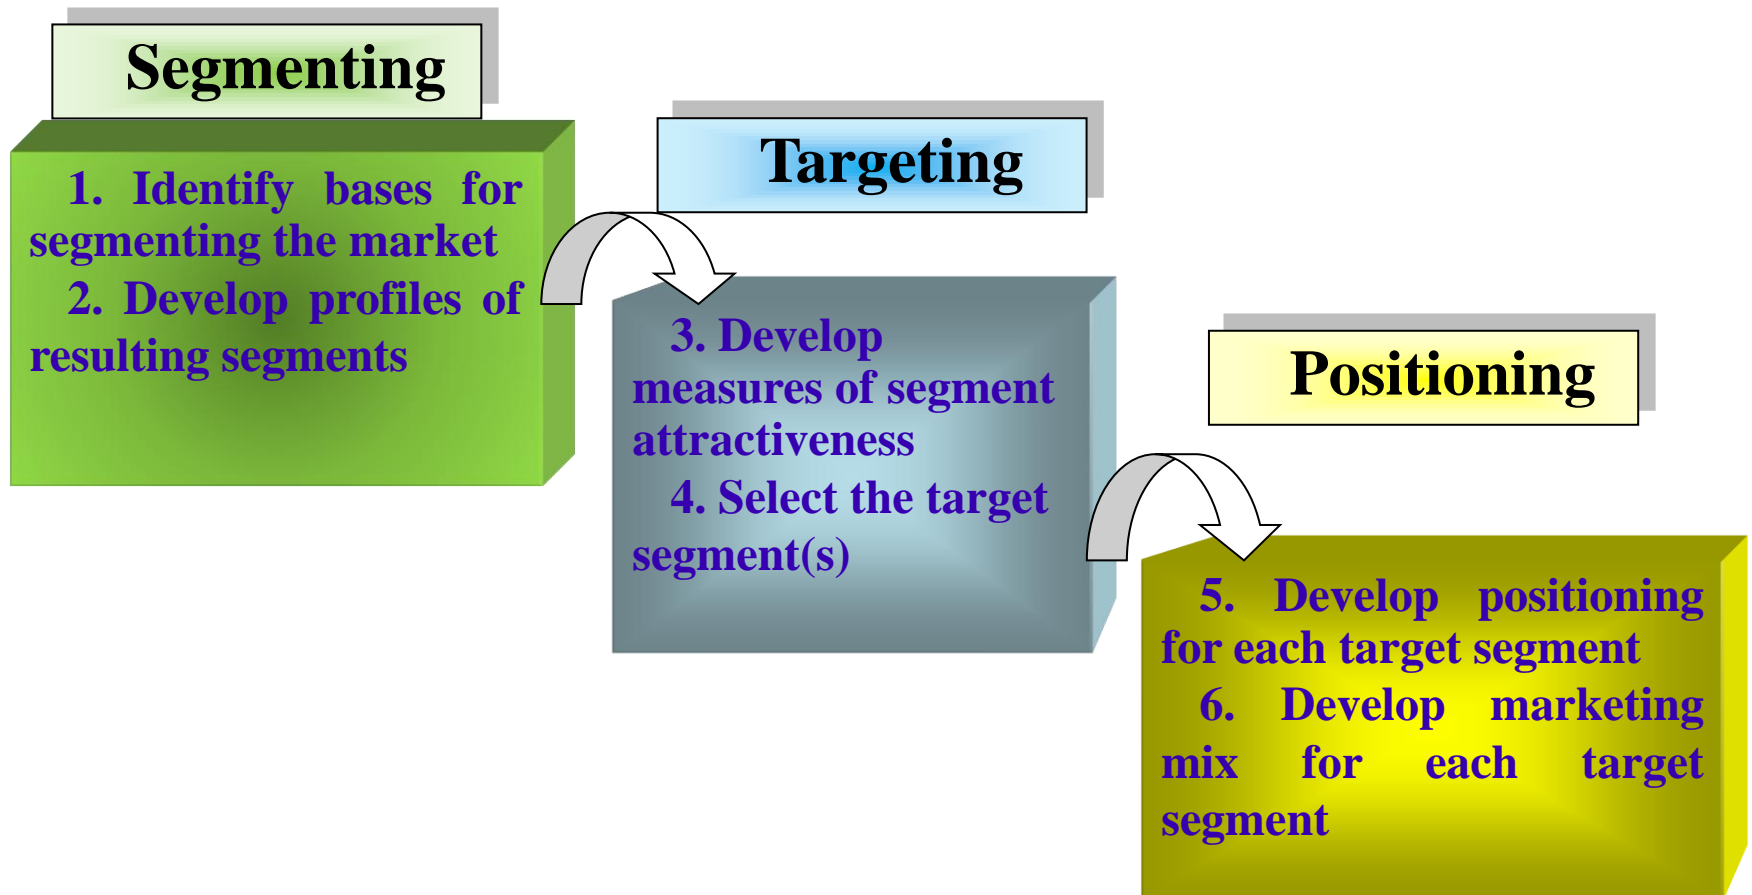 Segmenting
1. Identify bases for
segmenting the market
2. Develop profiles of
resulting segments
Targeting
3. Develop
measures of segment
attractiveness
4. Select the target
segment(s)
Positioning
5. Develop positioning
for each target segment
6. Develop marketing
mix for each target
segment